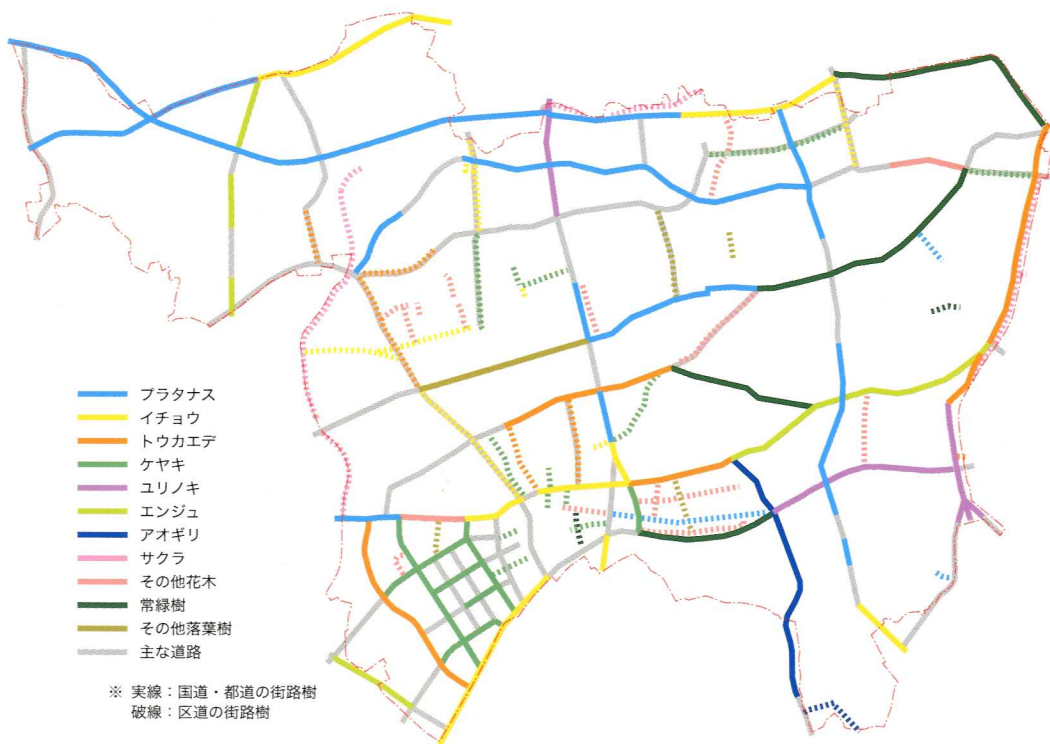 プラタナス
イチョウ
トウカエデ
ケヤキ
ユリノキ
エンジュ
アオギリ
サクラ
その他花木
常緑樹
その他落葉樹
主な道路
※ 実線：国道・都道の街路樹
破線：区道の街路樹